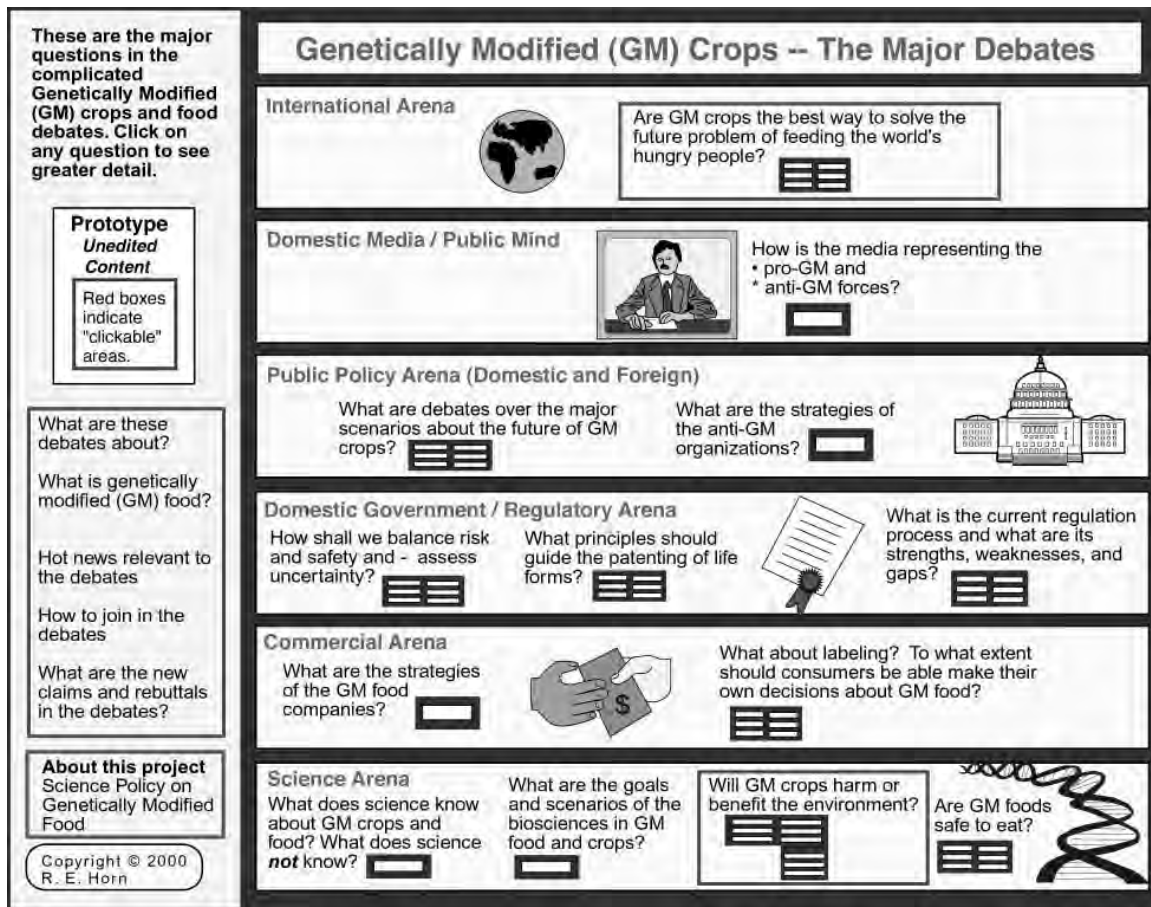 These are the major
questions in the
complicated
Genetically Modified
(GM) crops and food
debates. Click on
any question to see
greater detail.
Prototype
Unedited
Content
Red boxes
indicate
"clickable"
areas.
What are these
debates about?
What is genetically
modified (GM) food?
Hot news relevant to
the debates
How to join in the
debates
What are the new
claims and rebuttals
in the debates?
About this project
Science Policy on
Genetically Modified
Food
Copyright © 2000
R. E. Horn
Genetically Modified (GM) Crops -- The Major Debates
International Arena
Are GM crops the best way to solve the
future problem of feeding the world's
hungry people?
Domestic Media / Public Mind
How is the media representing the
• pro-GM and
* anti-GM forces?
Public Policy Arena (Domestic and Foreign)
What are debates over the major
scenarios about the future of GM
crops?
What are the strategies of
the anti-GM
organizations?
Domestic Government / Regulatory Arena
How shall we balance risk
and safety and - assess
uncertainty?
What principles should
guide the patenting of life
forms?
What is the current regulation
process and what are its
strengths, weaknesses, and
gaps?
Commercial Arena
What are the strategies
of the GM food
companies?
$
What about labeling? To what extent
should consumers be able make their
own decisions about GM food?
Science Arena
What does science know
about GM crops and
food? What does science
not know?
What are the goals
and scenarios of the
biosciences in GM
food and crops?
Will GM crops harm or
benefit the environment?
Are GM foods
safe to eat?